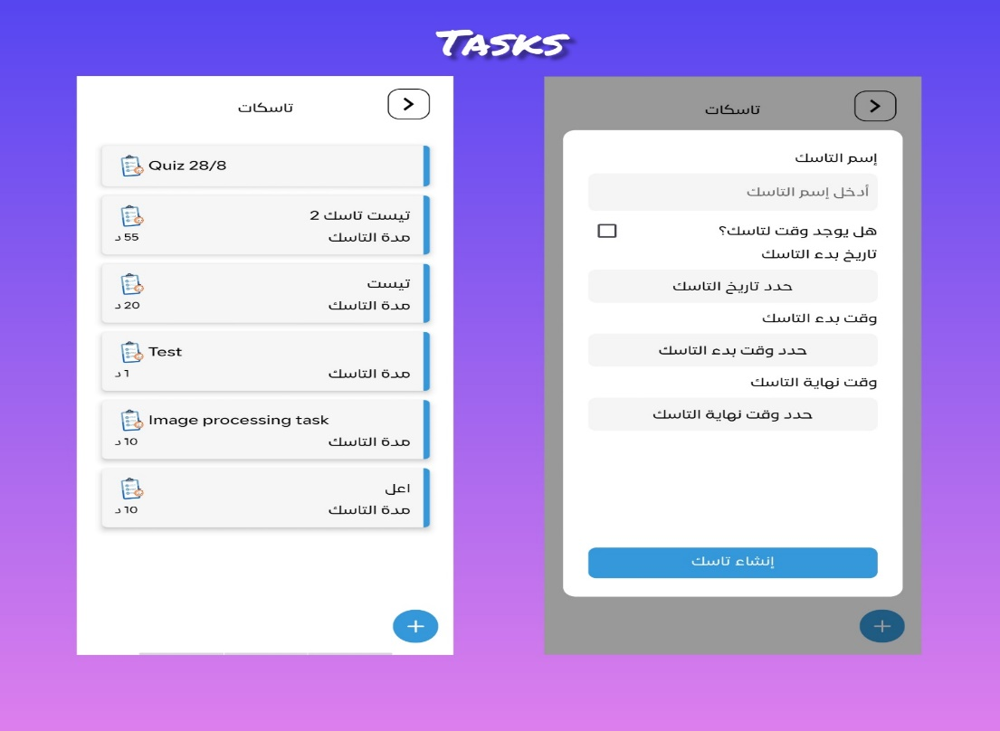 TASKS
تاسكات
Quiz 28/8
تيست تاسك 2
مدة التاسك
55 د
تيست
مدة التاسك
20 د
Test
مدة التاسك
1 د
Image processing task
مدة التاسك
10 د
اعل
مدة التاسك
10 د
تاسكات
إسم التاسك
أدخل إسم التاسك
هل يوجد وقت لتاسك؟
تاريخ بدء التاسك
حدد تاريخ التاسك
وقت بدء التاسك
حدد وقت بدء التاسك
وقت نهاية التاسك
حدد وقت نهاية التاسك
إنشاء تاسك